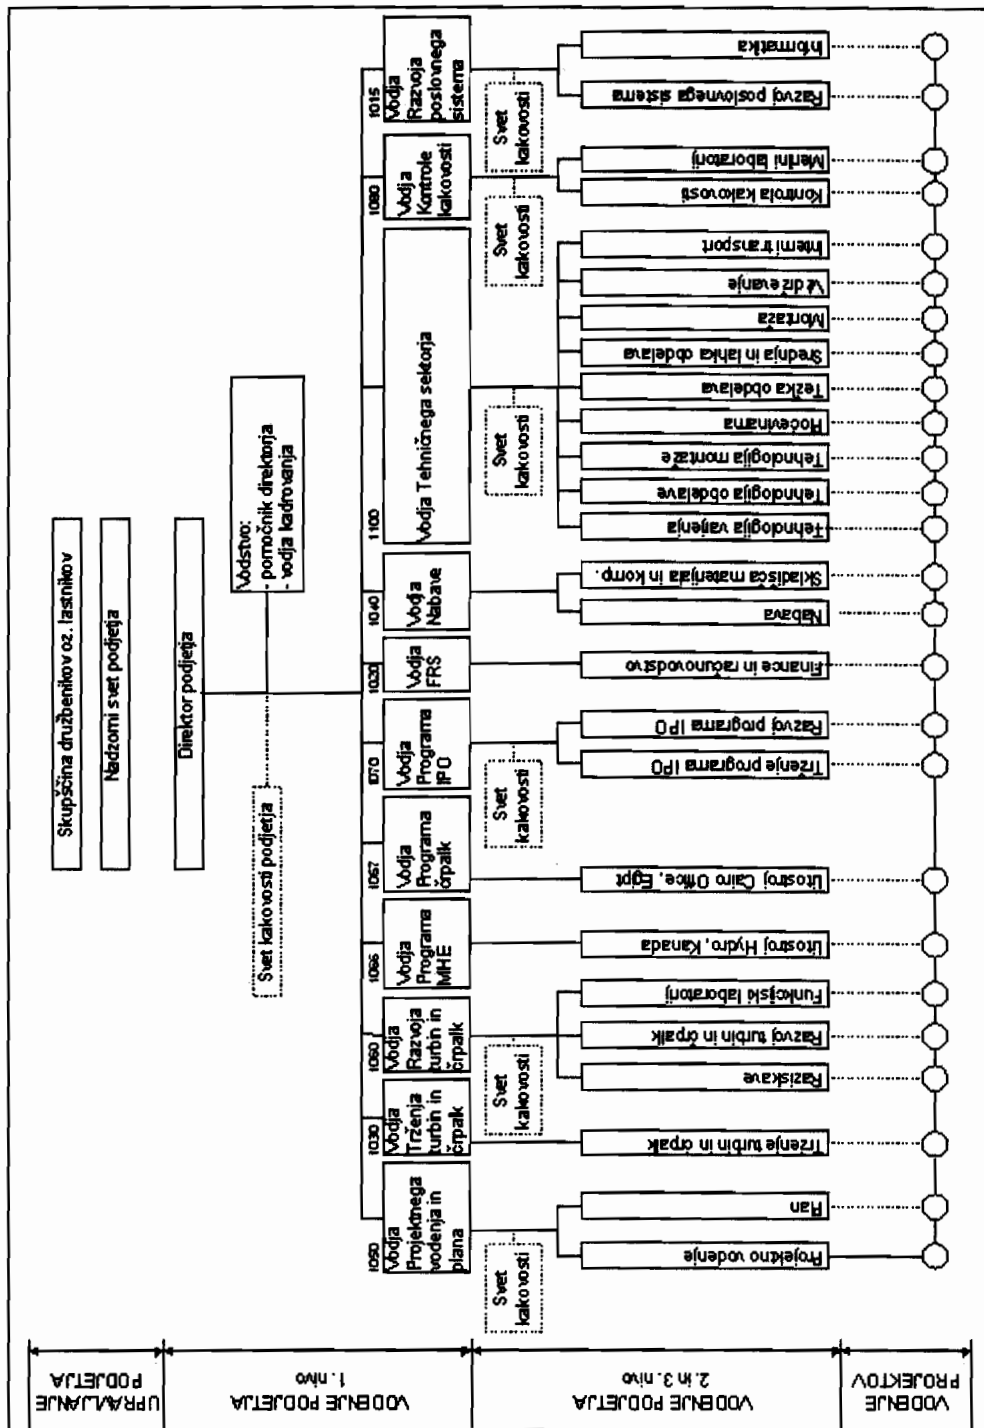 Skupščina družbenikov oz. lastnikov
Nadzorni svet podjetja
Direktor podjetja
Vodstvo:
- pomočnik direktorja
- vodja kadrovanja
Svet kakovosti podjetja
1050
Vodja
Projektnega
vodenja in
plana
1030
Vodja
Trženja
turbin in
črpalk
1060
Vodja
Razvoja
turbin in
črpalk
1066
Vodja
Programa
MHE
1067
Vodja
Programa
črpalk
1070
Vodja
Programa
IPO
1020
Vodja
FRS
1040
Vodja
Nabave
1100
Vodja Tehničnega sektorja
1080
Vodja
Kontrole
kakovosti
1015
Vodja
Razvoja
poslovnega
sistema
Svet
kakovosti
Svet
kakovosti
Svet
kakovosti
Svet
kakovosti
Svet
kakovosti
Svet
kakovosti
Projektno vodenje
Plan
Trženje turbin in črpalk
Raziskave
Razvoj turbin in črpalk
Funkcijski laboratorij
Litostroj, Hydro, Kanada
Litostroj, Cairo Office, Egipt
Trženje programa IPO
Razvoj programa IPO
Finance in računovodstvo
Nabava
Skladišča materijala in komp.
Tehnologija varjenja
Tehnologija obdelave
Tehnologija montaže
Pločevinarna
Težka obdelava
Srednja in lahka obdelava
Montaža
Vzdrževanje
Interni transport
Kontrola kakovosti
Merilni laboratorij
Razvoj poslovnega sistema
Informatika
UPRAVLJANJE
PODJETJA
VODENJE PODJETJA
1. nivo
VODENJE PODJETJA
2. in 3. nivo
VODENJE
PROJEKTOV